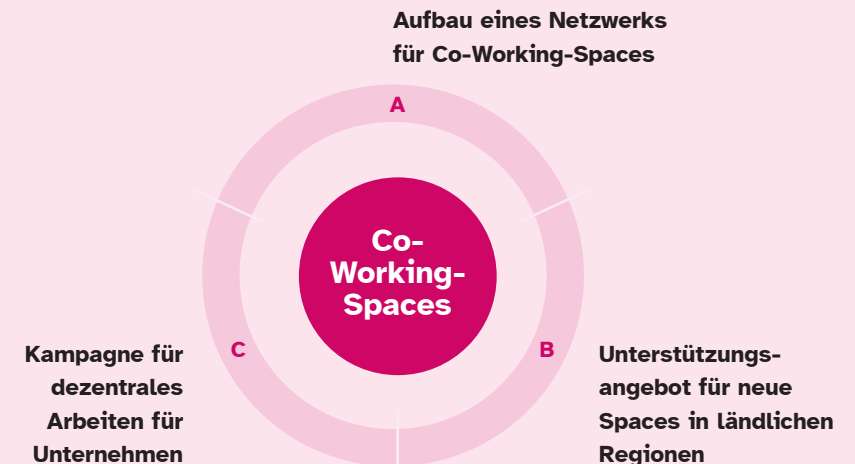 Aufbau eines Netzwerks
für Co-Working-Spaces
A
Co-
Working-
Spaces
C
B
Kampagne für
dezentrales
Arbeiten für
Unternehmen
Unterstützungs-
angebot für neue
Spaces in ländlichen
Regionen